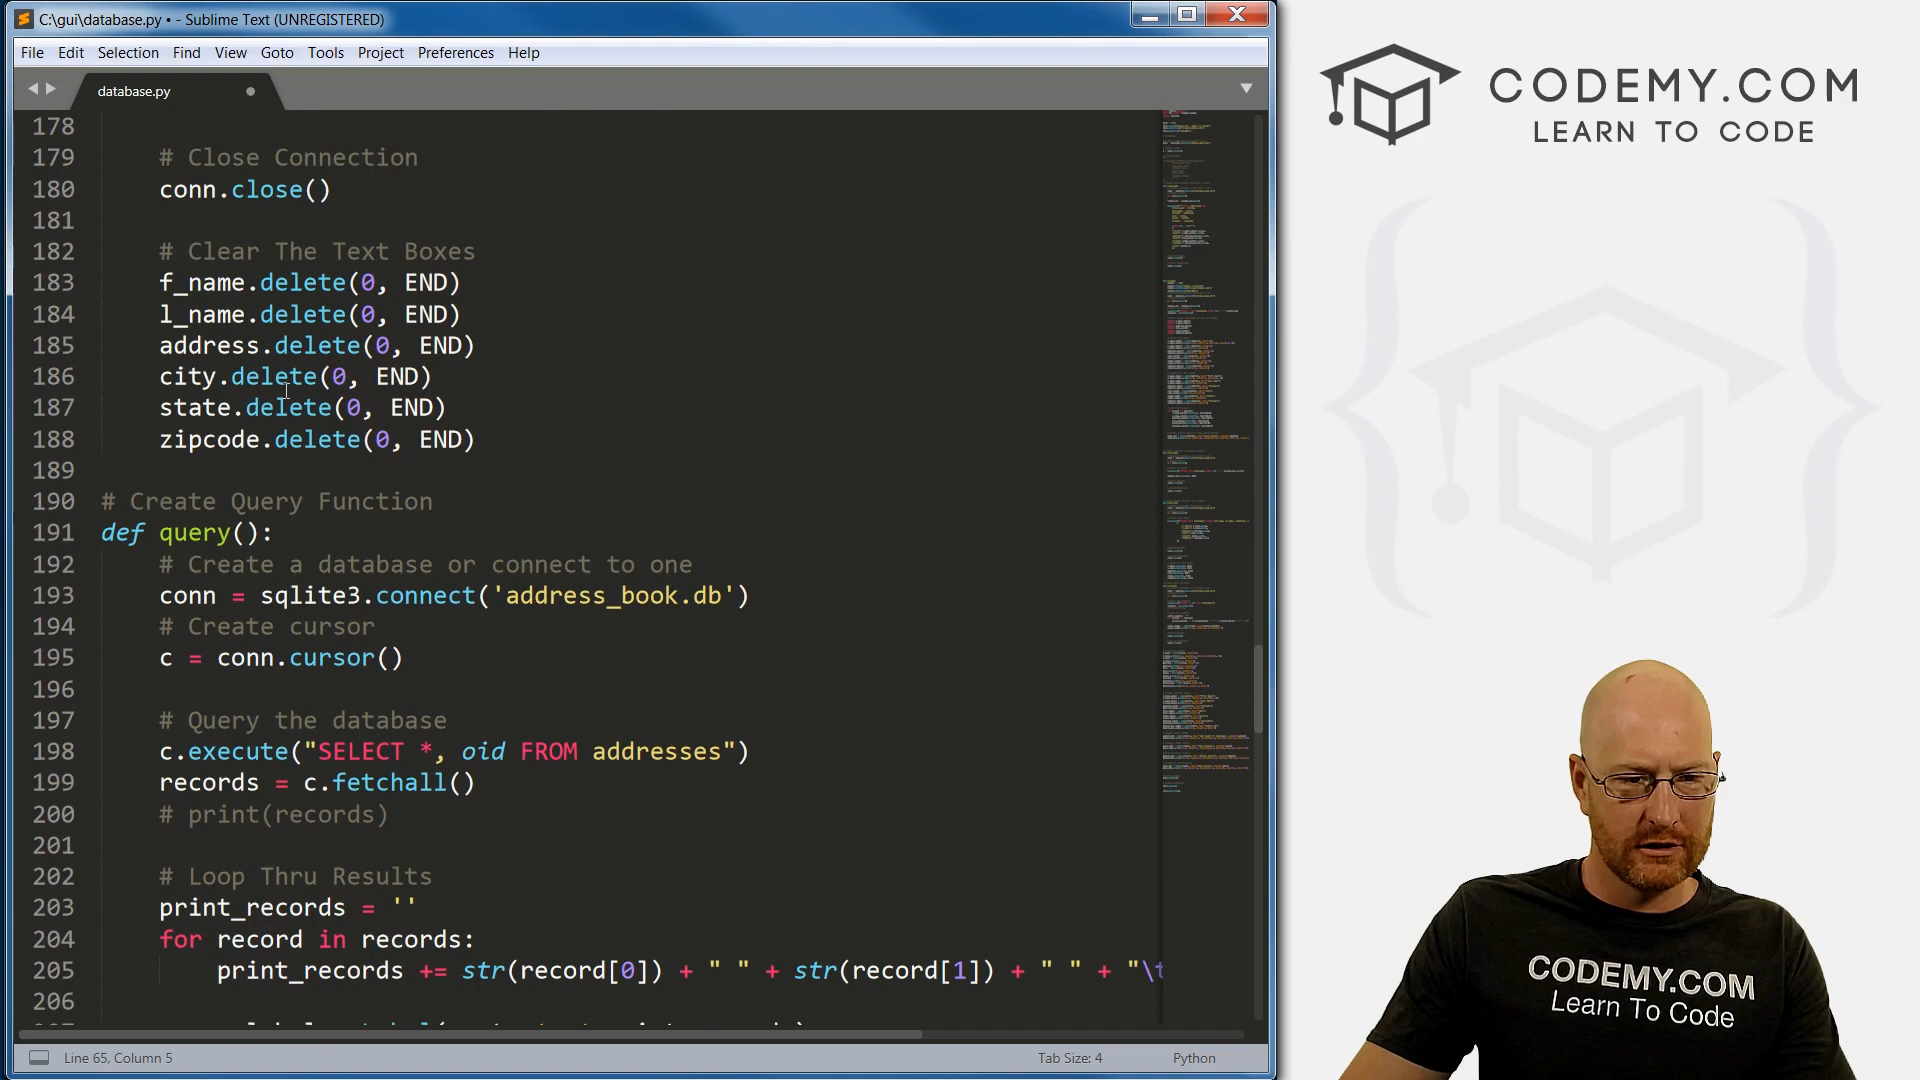 C:\gui\database.py • - Sublime Text (UNREGISTERED)
File Edit Selection Find View Goto Tools Project Preferences Help
database.py
178
179 # Close Connection
180 conn.close()
181
182 # Clear The Text Boxes
183 f_name.delete(0, END)
184 l_name.delete(0, END)
185 address.delete(0, END)
186 city.delete(0, END)
187 state.delete(0, END)
188 zipcode.delete(0, END)
189
190 # Create Query Function
191 def query():
192 # Create a database or connect to one
193 conn = sqlite3.connect('address_book.db')
194 # Create cursor
195 c = conn.cursor()
196
197 # Query the database
198 c.execute("SELECT *, oid FROM addresses")
199 records = c.fetchall()
200 # print(records)
201
202 # Loop Thru Results
203 print_records = ''
204 for record in records:
205 print_records += str(record[0]) + " " + str(record[1]) + " " + "\t
206
Line 65, Column 5
Tab Size: 4
Python
CODEMY.COM
LEARN TO CODE
CODEMY.COM
Learn To Code